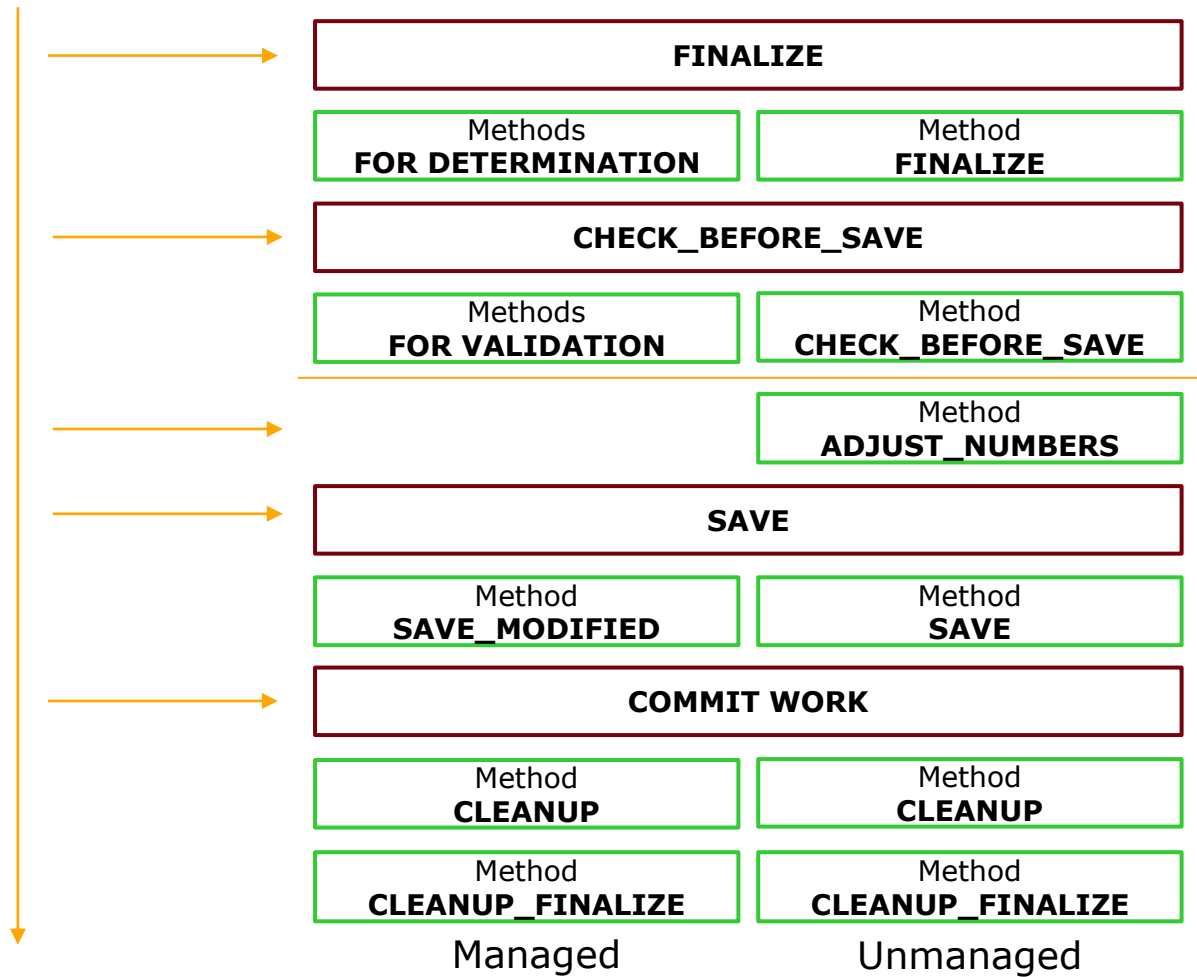 FINALIZE
Methods
FOR DETERMINATION
Method
FINALIZE
CHECK_BEFORE_SAVE
Methods
FOR VALIDATION
Method
CHECK_BEFORE_SAVE
Method
ADJUST_NUMBERS
SAVE
Method
SAVE_MODIFIED
Method
SAVE
COMMIT WORK
Method
CLEANUP
Method
CLEANUP
Method
CLEANUP_FINALIZE
Method
CLEANUP_FINALIZE
Managed
Unmanaged